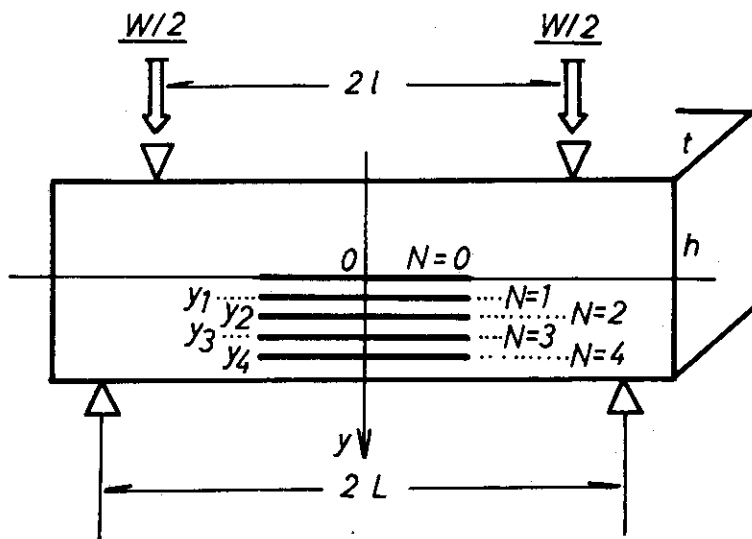 W/2 W/2
2l
t
h
0 N=0
y1 N=1
y2 N=2
y3 N=3
y4 N=4
y
2L